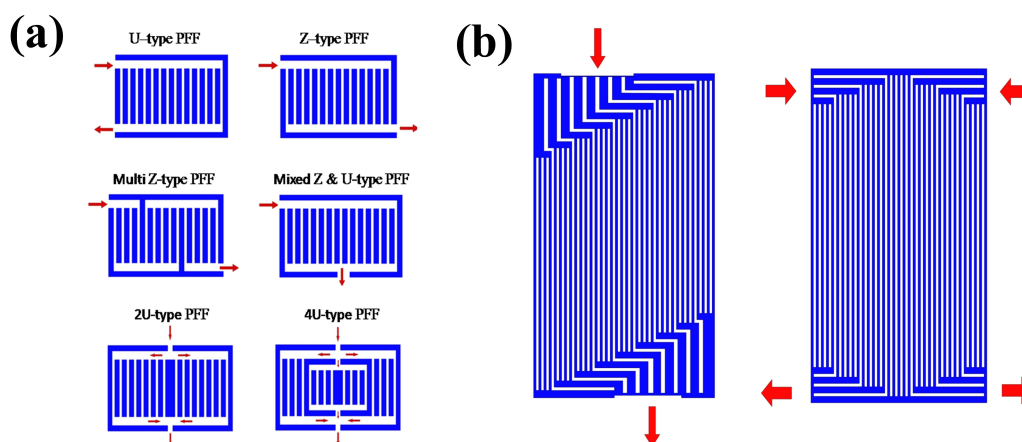 (a)
U–type PFF
Z–type PFF
Multi Z-type PFF
Mixed Z & U-type PFF
2U-type PFF
4U-type PFF
(b)